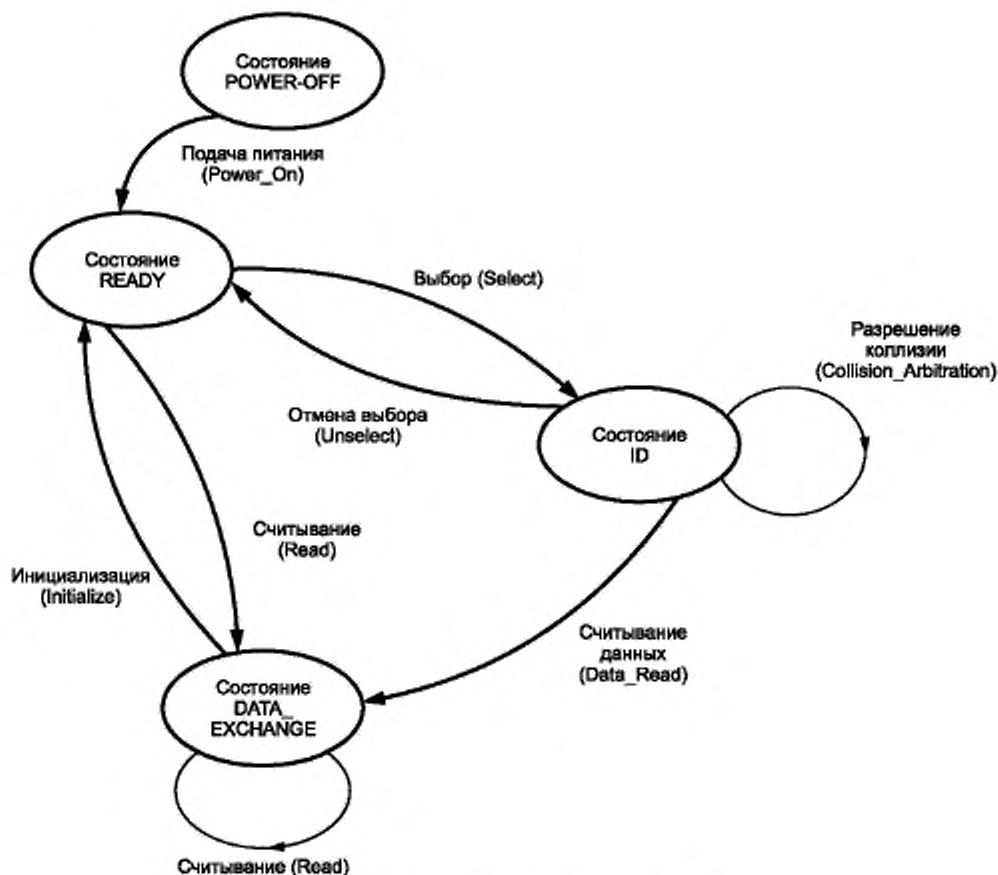 Состояние
POWER-OFF
Подача питания
(Power_On)
Состояние
READY
Выбор (Select)
Разрешение
коллизии
(Collision_Arbitration)
Отмена выбора
(Unselect)
Состояние
ID
Считывание
(Read)
Инициализация
(Initialize)
Считывание
данных
(Data_Read)
Состояние
DATA_
EXCHANGE
Считывание (Read)